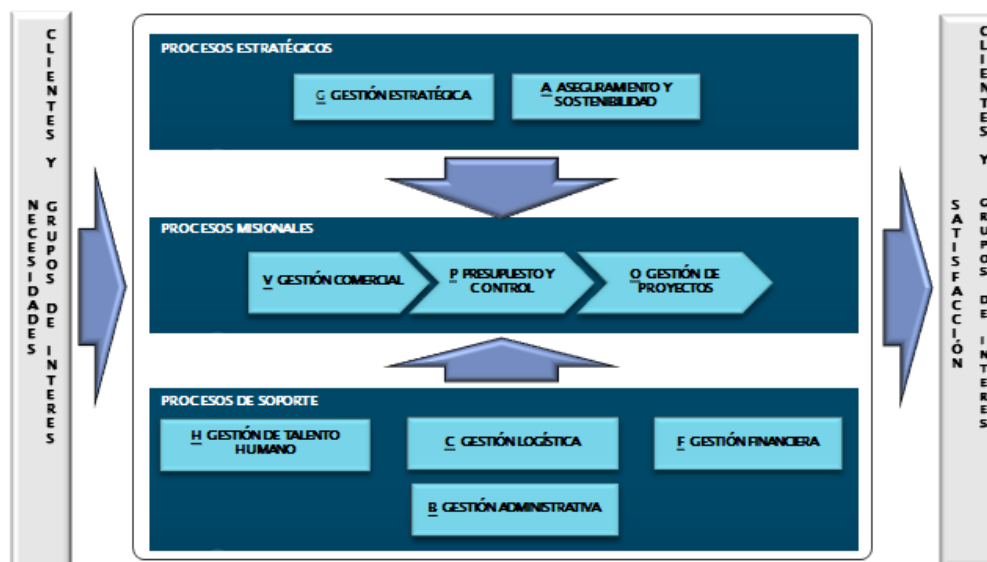 CLIENTES Y GRUPOS DE INTERES
NECESIDADES
PROCESOS ESTRATÉGICOS
G GESTIÓN ESTRATÉGICA
A ASEGURAMIENTO Y
SOSTENIBILIDAD
PROCESOS MISIONALES
V GESTIÓN COMERCIAL
P PRESUPUESTO Y
CONTROL
O GESTIÓN DE
PROYECTOS
PROCESOS DE SOPORTE
H GESTIÓN DE TALENTO
HUMANO
C GESTIÓN LOGÍSTICA
F GESTIÓN FINANCIERA
B GESTIÓN ADMINISTRATIVA
CLIENTES Y GRUPOS DE INTERES
SATISFACCIÓN